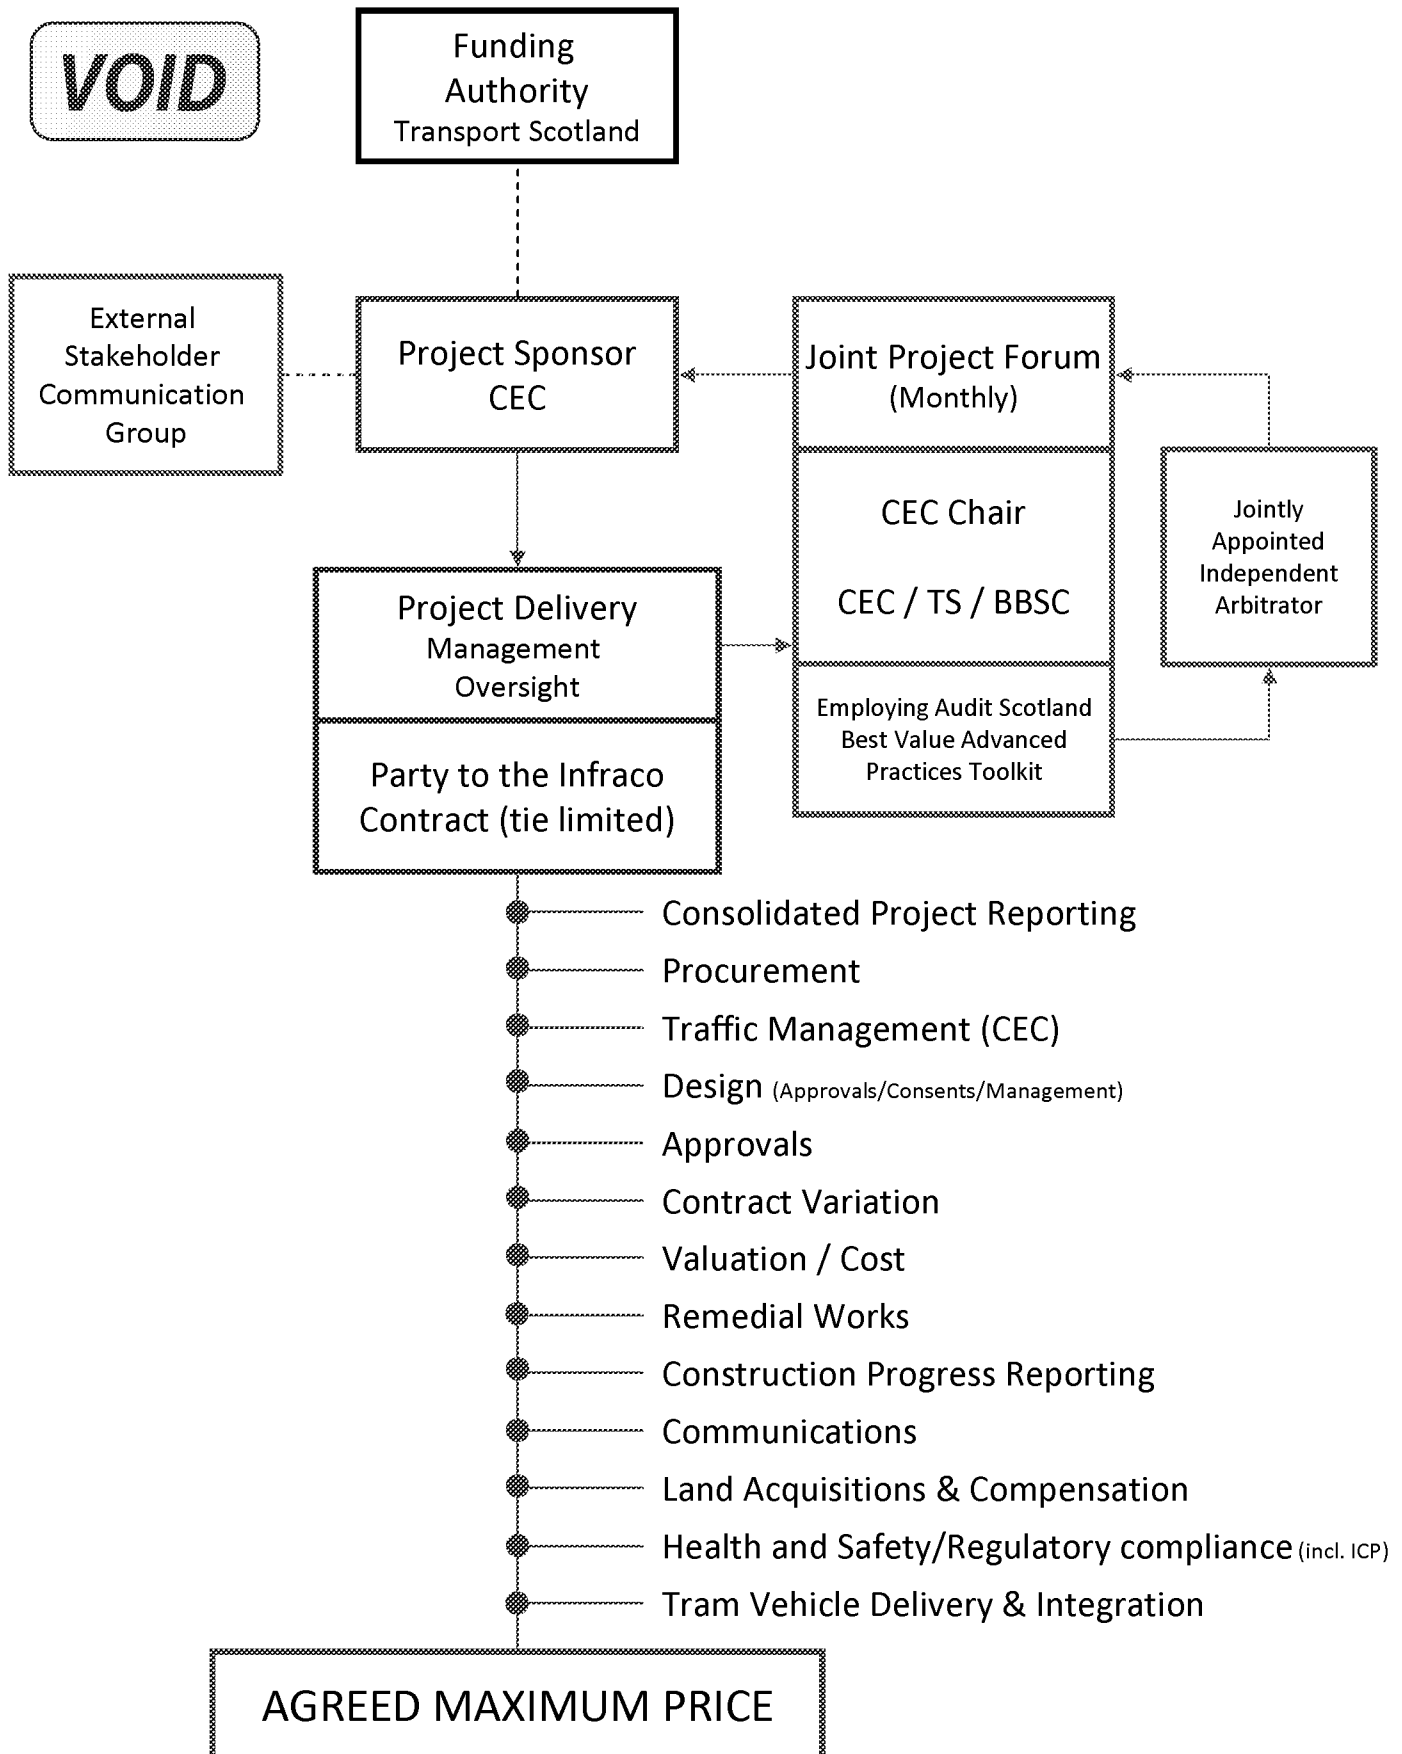 VOID
Funding
Authority
Transport Scotland
External
Stakeholder
Communication
Group
Project Sponsor
CEC
Joint Project Forum
(Monthly)
CEC Chair
CEC / TS / BBSC
Employing Audit Scotland
Best Value Advanced
Practices Toolkit
Jointly
Appointed
Independent
Arbitrator
Project Delivery
Management
Oversight
Party to the Infraco
Contract (tie limited)
Consolidated Project Reporting
Procurement
Traffic Management (CEC)
Design (Approvals/Consents/Management)
Approvals
Contract Variation
Valuation / Cost
Remedial Works
Construction Progress Reporting
Communications
Land Acquisitions & Compensation
Health and Safety/Regulatory compliance (incl. ICP)
Tram Vehicle Delivery & Integration
AGREED MAXIMUM PRICE